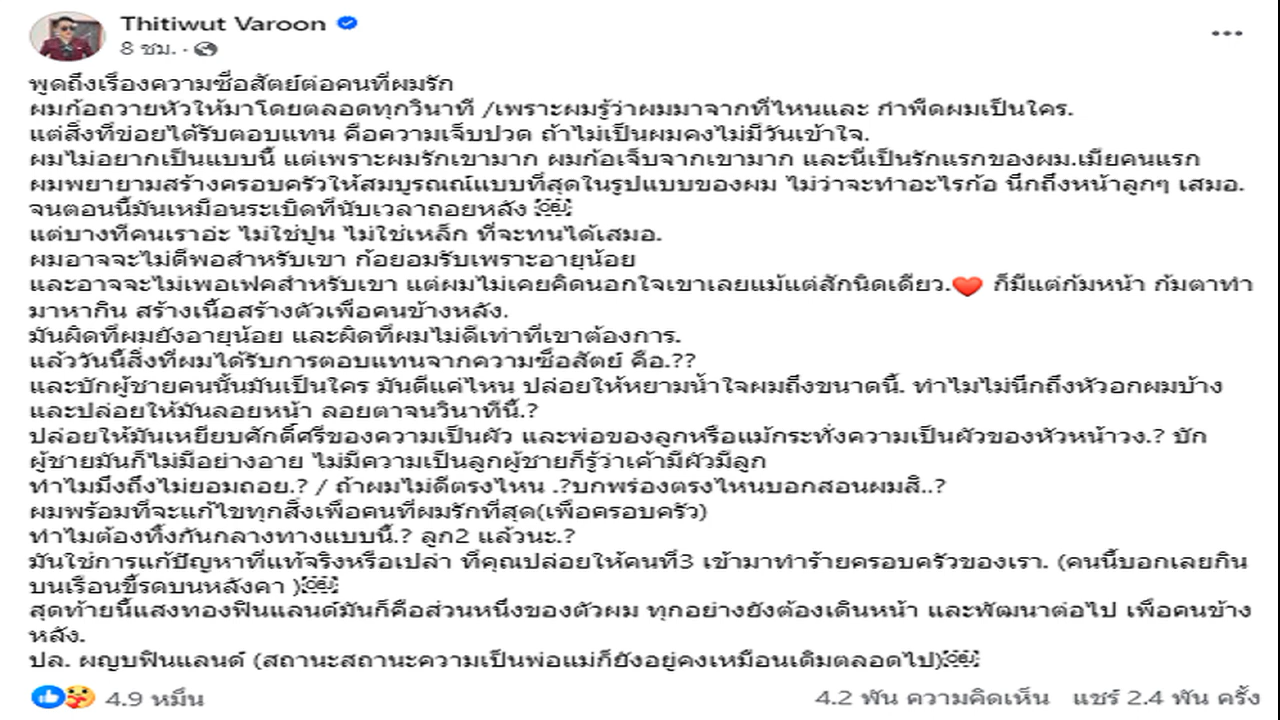 Thitiwut Varoon
8 ชม. ·
พูดถึงเรื่องความซื่อสัตย์ต่อคนที่ผมรัก
ผมก้อถวายหัวให้มาโดยตลอดทุกวินาที /เพราะผมรู้ว่าผมมาจากที่ไหนและ กำพืดผมเป็นใคร.
แต่สิ่งที่ข่อยได้รับตอบแทน คือความเจ็บปวด ถ้าไม่เป็นผมคงไม่มีวันเข้าใจ.
ผมไม่อยากเป็นแบบนี้ แต่เพราะผมรักเขามาก ผมก้อเจ็บจากเขามาก และนี่เป็นรักแรกของผม.เมียคนแรก
ผมพยายามสร้างครอบครัวให้สมบูรณณ์แบบที่สุดในรูปแบบของผม ไม่ว่าจะทำอะไรก้อ นึกถึงหน้าลูกๆ เสมอ.
จนตอนนี้มันเหมือนระเบิดที่นับเวลาถอยหลัง ￼
แต่บางทีคนเราอ่ะ ไม่ใช่ปูน ไม่ใช่เหล็ก ที่จะทนได้เสมอ.
ผมอาจจะไม่ดีพอสำหรับเขา ก้อยอมรับเพราะอายุน้อย
และอาจจะไม่เพอเฟคสำหรับเขา แต่ผมไม่เคยคิดนอกใจเขาเลยแม้แต่สักนิดเดียว.❤️ ก็มีแต่ก้มหน้า ก้มตาทำ
มาหากิน สร้างเนื้อสร้างตัวเพื่อคนข้างหลัง.
มันผิดที่ผมยังอายุน้อย และผิดที่ผมไม่ดีเท่าที่เขาต้องการ.
แล้ววันนี้สิ่งที่ผมได้รับการตอบแทนจากความซื่อสัตย์ คือ.??
และบักผู้ชายคนนั้นมันเป็นใคร มันดีแค่ไหน ปล่อยให้หยามน้ำใจผมถึงขนาดนี้. ทำไมไม่นึกถึงหัวอกผมบ้าง
และปล่อยให้มันลอยหน้า ลอยตาจนวินาทีนี้.?
ปล่อยให้มันเหยียบศักดิ์ศรีของความเป็นผัว และพ่อของลูกหรือแม้กระทั่งความเป็นผัวของหัวหน้าวง.? บัก
ผู้ชายมันก็ไม่มีอย่างอาย ไม่มีความเป็นลูกผู้ชายก็รู้ว่าเค้ามีผัวมีลูก
ทำไมมึงถึงไม่ยอมถอย.? / ถ้าผมไม่ดีตรงไหน .?บกพร่องตรงไหนบอกสอนผมสิ..?
ผมพร้อมที่จะแก้ไขทุกสิ่งเพื่อคนที่ผมรักที่สุด(เพื่อครอบครัว)
ทำไมต้องทิ้งกันกลางทางแบบนี้.? ลูก2 แล้วนะ.?
มันใช่การแก้ปัญหาที่แท้จริงหรือเปล่า ที่คุณปล่อยให้คนที่3 เข้ามาทำร้ายครอบครัวของเรา. (คนนี้บอกเลยกิน
บนเรือนขี้รดบนหลังคา )￼
สุดท้ายนี้แสงทองฟินแลนด์มันก็คือส่วนหนึ่งของตัวผม ทุกอย่างยังต้องเดินหน้า และพัฒนาต่อไป เพื่อคนข้าง
หลัง.
ปล. ผญบฟินแลนด์ (สถานะสถานะความเป็นพ่อแม่ก็ยังอยู่คงเหมือนเดิมตลอดไป)￼
4.9 หมื่น
4.2 พัน ความคิดเห็น แชร์ 2.4 พัน ครั้ง